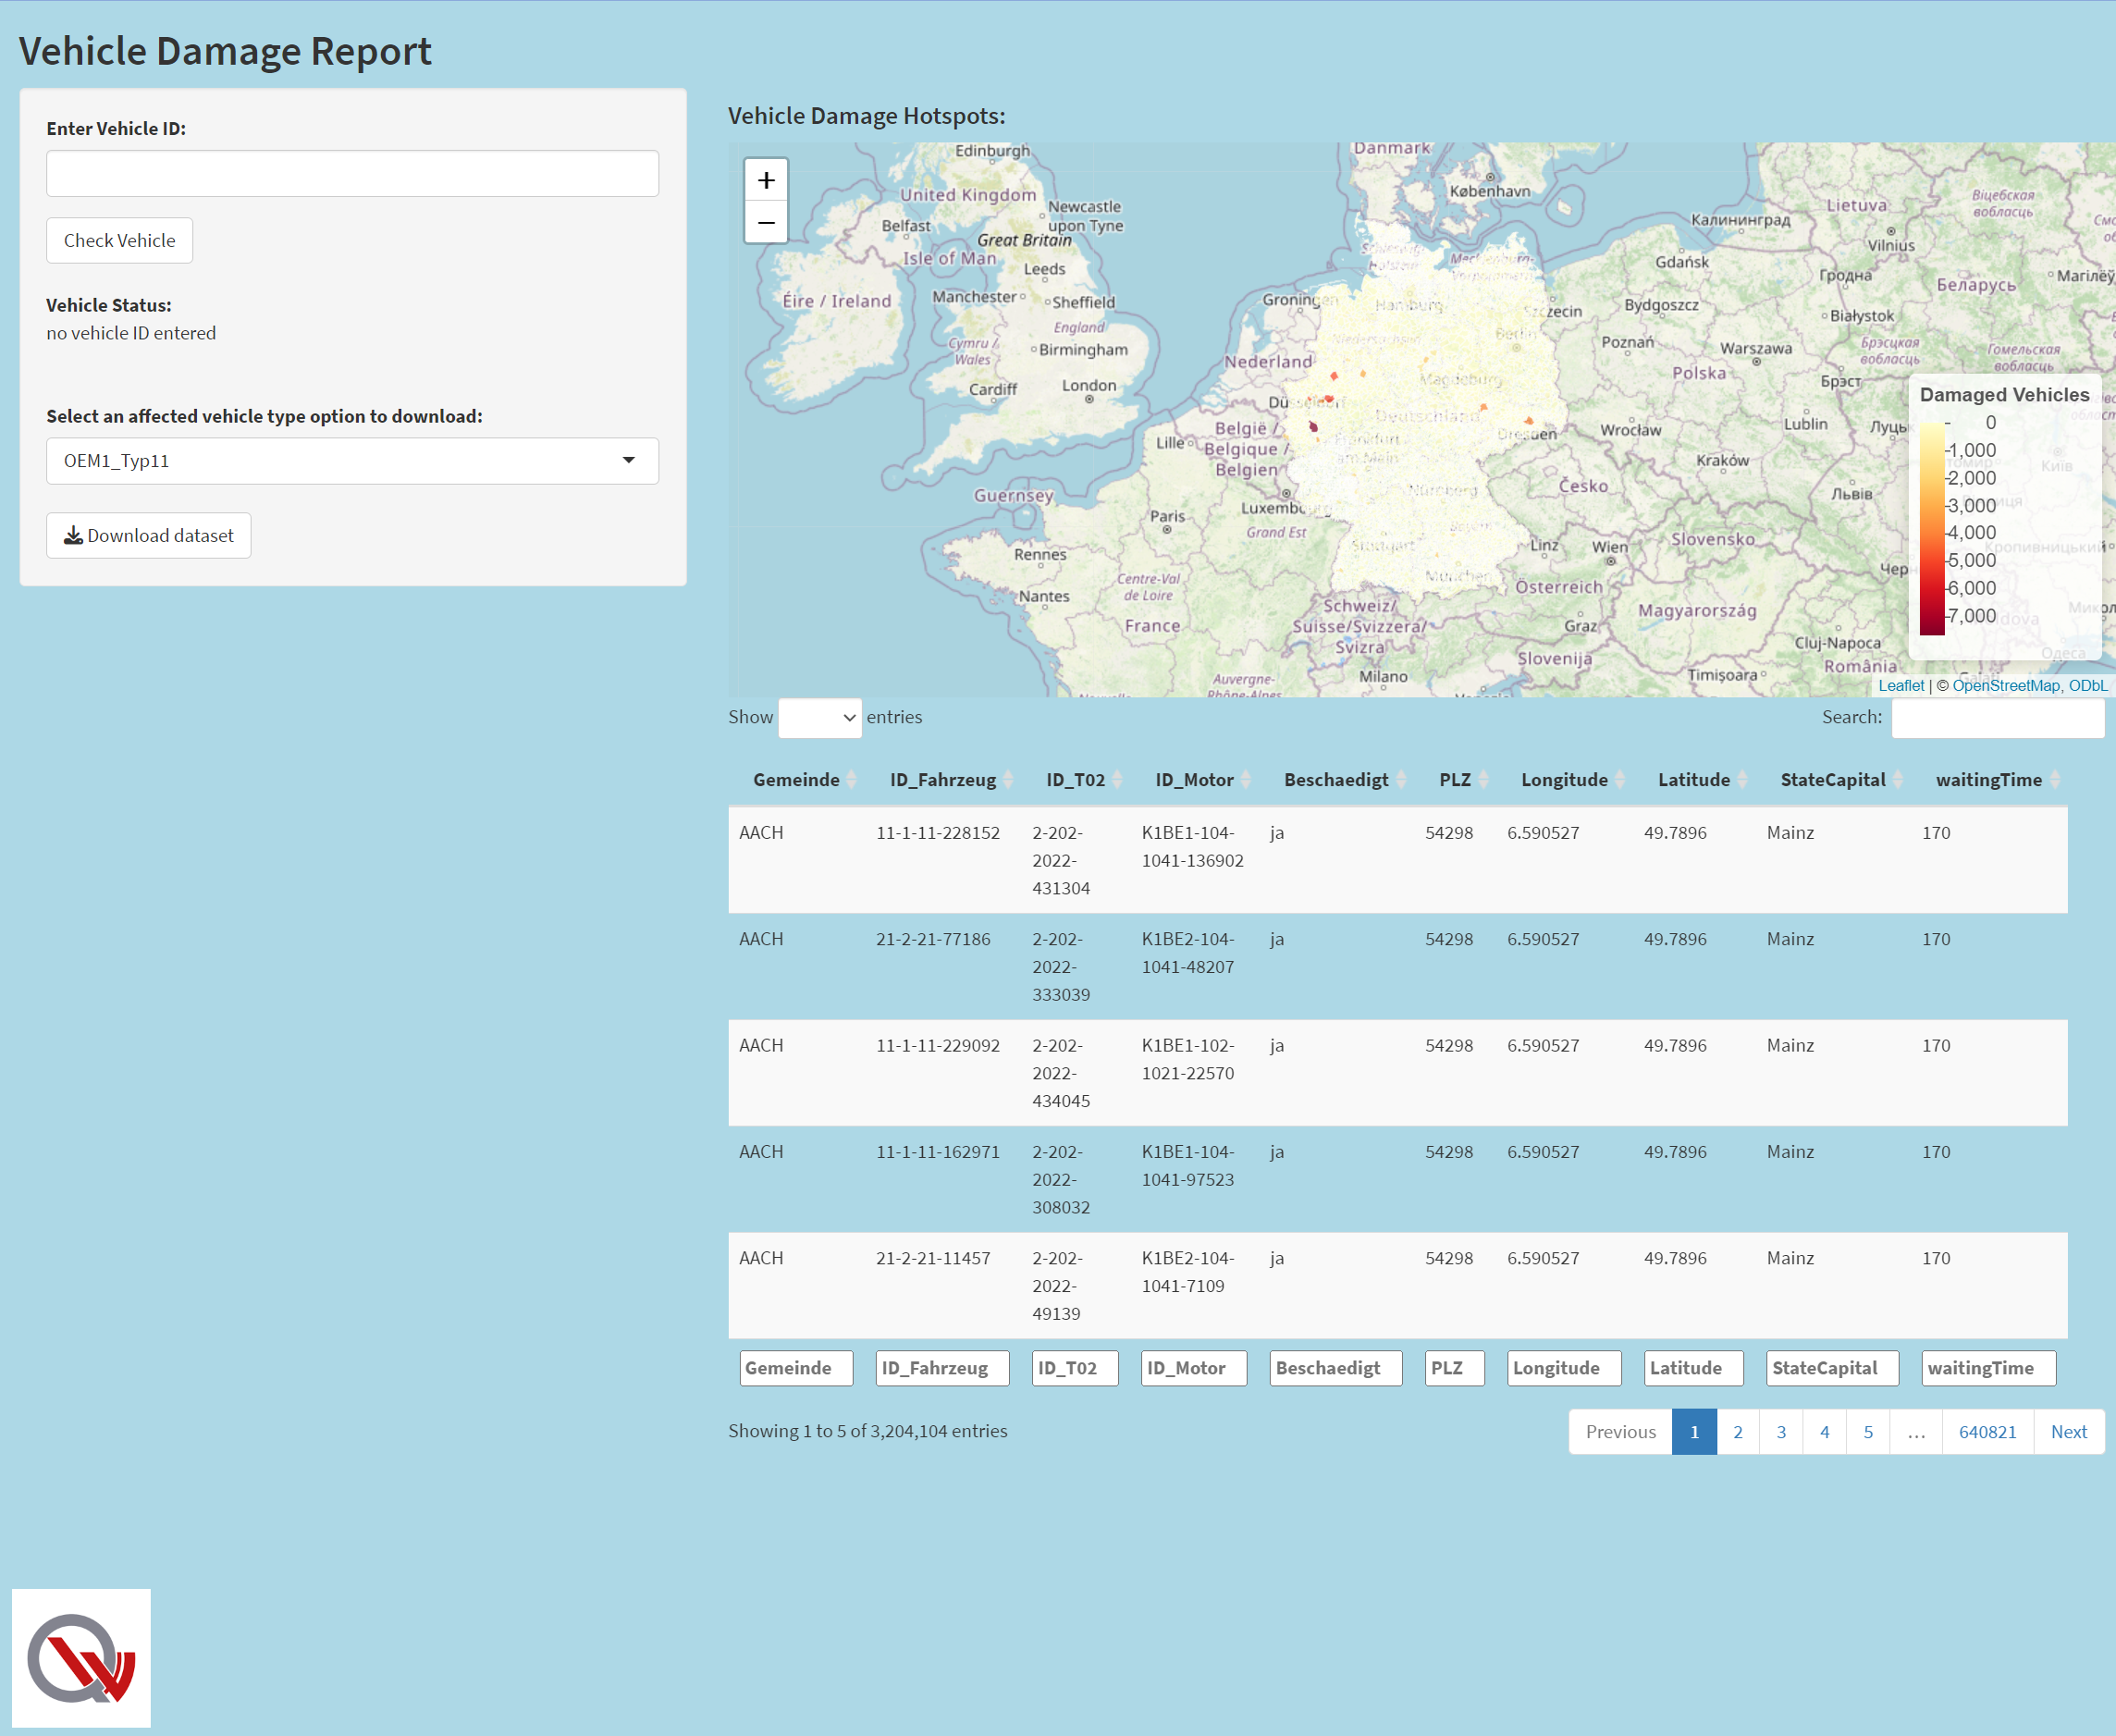 Vehicle Damage Report
Enter Vehicle ID:
Check Vehicle
Vehicle Status:
no vehicle ID entered
Select an affected vehicle type option to download:
OEM1_Typ11
Download dataset
Vehicle Damage Hotspots:
+
−
Edinburgh
United Kingdom
Newcastle
upon Tyne
Belfast
Great Britain
Isle of Man
Leeds
Éire / Ireland
Manchester
Sheffield
England
Cymru /
Wales
Birmingham
Cardiff
London
Guernsey
Danmark
København
Groningen
Hamburg
Szczecin
Berlin
Nederland
Magdeburg
Düsseldorf
Deutschland
België /
Belgique /
Belgien
Frankfurt
am Main
Dresden
Lille
Luxembourg
Nürnberg
Paris
Grand Est
Stuttgart
München
Rennes
Centre-Val
de Loire
Nantes
France
Schweiz/
Suisse/Svizzera/
Svizra
Auvergne-
Rhône-Alpes
Milano
Lietuva
Віцебская
вобласць
Калининград
Vilnius
Gdańsk
Гродна
Беларусь
Bydgoszcz
Białystok
Poznań
Warszawa
Брэсцкая
вобласць
Гомельская
вобласць
Polska
Брэст
Wrocław
Lublin
Kraków
Česko
Львів
Linz
Wien
Slovensko
Österreich
Magyarország
Graz
Cluj-Napoca
Slovenija
Timișoara
România
Damaged Vehicles
0
1,000
2,000
3,000
4,000
5,000
6,000
7,000
Київ
Кропивницький
Одеса
Leaflet | © OpenStreetMap, ODbL
Show entries
Search:
Gemeinde ID_Fahrzeug ID_T02 ID_Motor Beschaedigt PLZ Longitude Latitude StateCapital waitingTime
AACH 11-1-11-228152 2-202- K1BE1-104- ja 54298 6.590527 49.7896 Mainz 170
2022- 1041-136902
431304
AACH 21-2-21-77186 2-202- K1BE2-104- ja 54298 6.590527 49.7896 Mainz 170
2022- 1041-48207
333039
AACH 11-1-11-229092 2-202- K1BE1-102- ja 54298 6.590527 49.7896 Mainz 170
2022- 1021-22570
434045
AACH 11-1-11-162971 2-202- K1BE1-104- ja 54298 6.590527 49.7896 Mainz 170
2022- 1041-97523
308032
AACH 21-2-21-11457 2-202- K1BE2-104- ja 54298 6.590527 49.7896 Mainz 170
2022- 1041-7109
49139
Gemeinde ID_Fahrzeug ID_T02 ID_Motor Beschaedigt PLZ Longitude Latitude StateCapital waitingTime
Showing 1 to 5 of 3,204,104 entries
Previous 1 2 3 4 5 … 640821 Next
QW